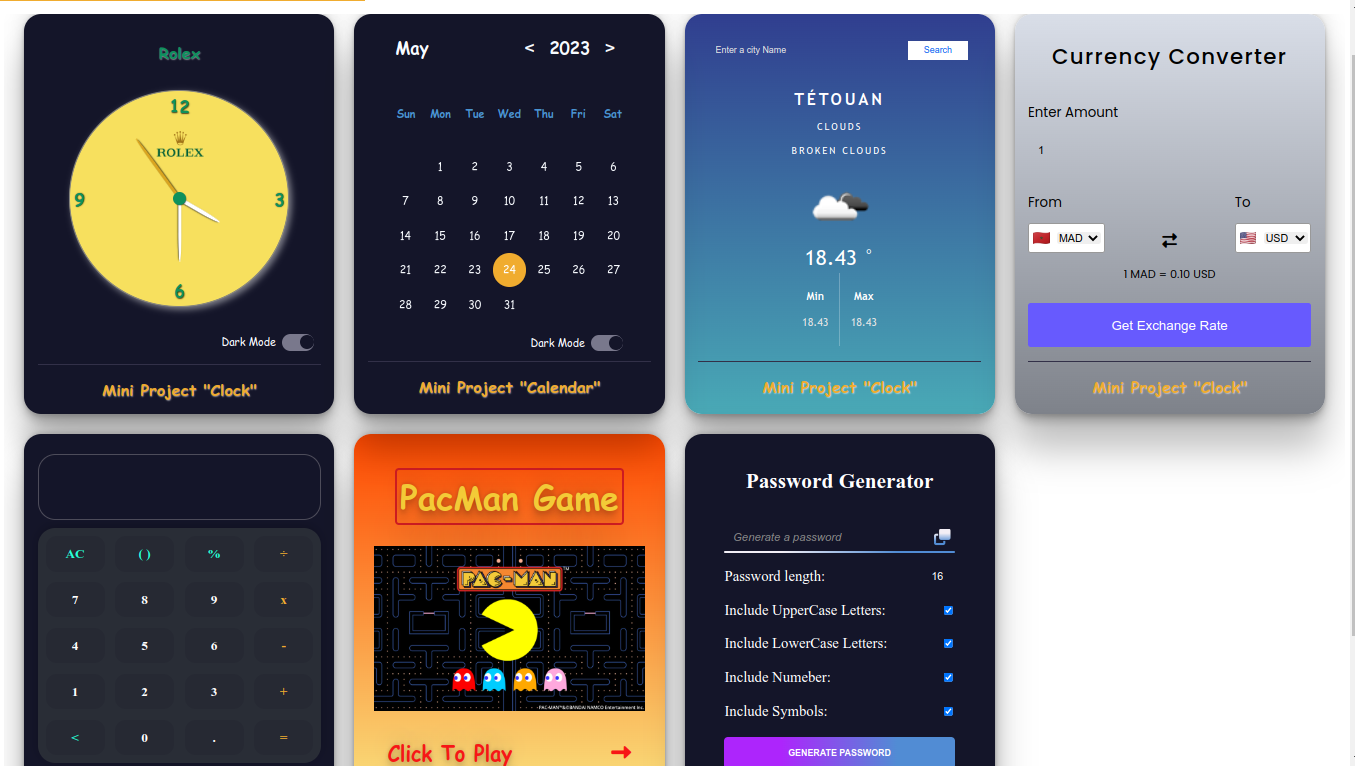 Rolex
12
ROLEX
9
3
6
Dark Mode
Mini Project "Clock"
May
< 2023 >
Sun Mon Tue Wed Thu Fri Sat
1 2 3 4 5 6
7 8 9 10 11 12 13
14 15 16 17 18 19 20
21 22 23 24 25 26 27
28 29 30 31
Dark Mode
Mini Project "Calendar"
Enter a city Name
Search
TÉTOUAN
CLOUDS
BROKEN CLOUDS
18.43 °
Min Max
18.43 18.43
Mini Project "Clock"
Currency Converter
Enter Amount
1
From To
MAD USD
1 MAD = 0.10 USD
Get Exchange Rate
Mini Project "Clock"
AC ( ) % ÷
7 8 9 x
4 5 6 -
1 2 3 +
< 0 . =
PacMan Game
PAC-MAN™
PAC-MAN™&©BANDAI NAMCO Entertainment Inc.
Click To Play
Password Generator
Generate a password
Password length: 16
Include UpperCase Letters:
Include LowerCase Letters:
Include Numeber:
Include Symbols:
GENERATE PASSWORD